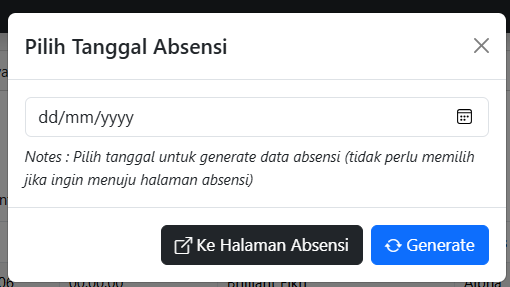 Pilih Tanggal Absensi
dd/mm/yyyy
Notes : Pilih tanggal untuk generate data absensi (tidak perlu memilih
jika ingin menuju halaman absensi)
Ke Halaman Absensi
Generate